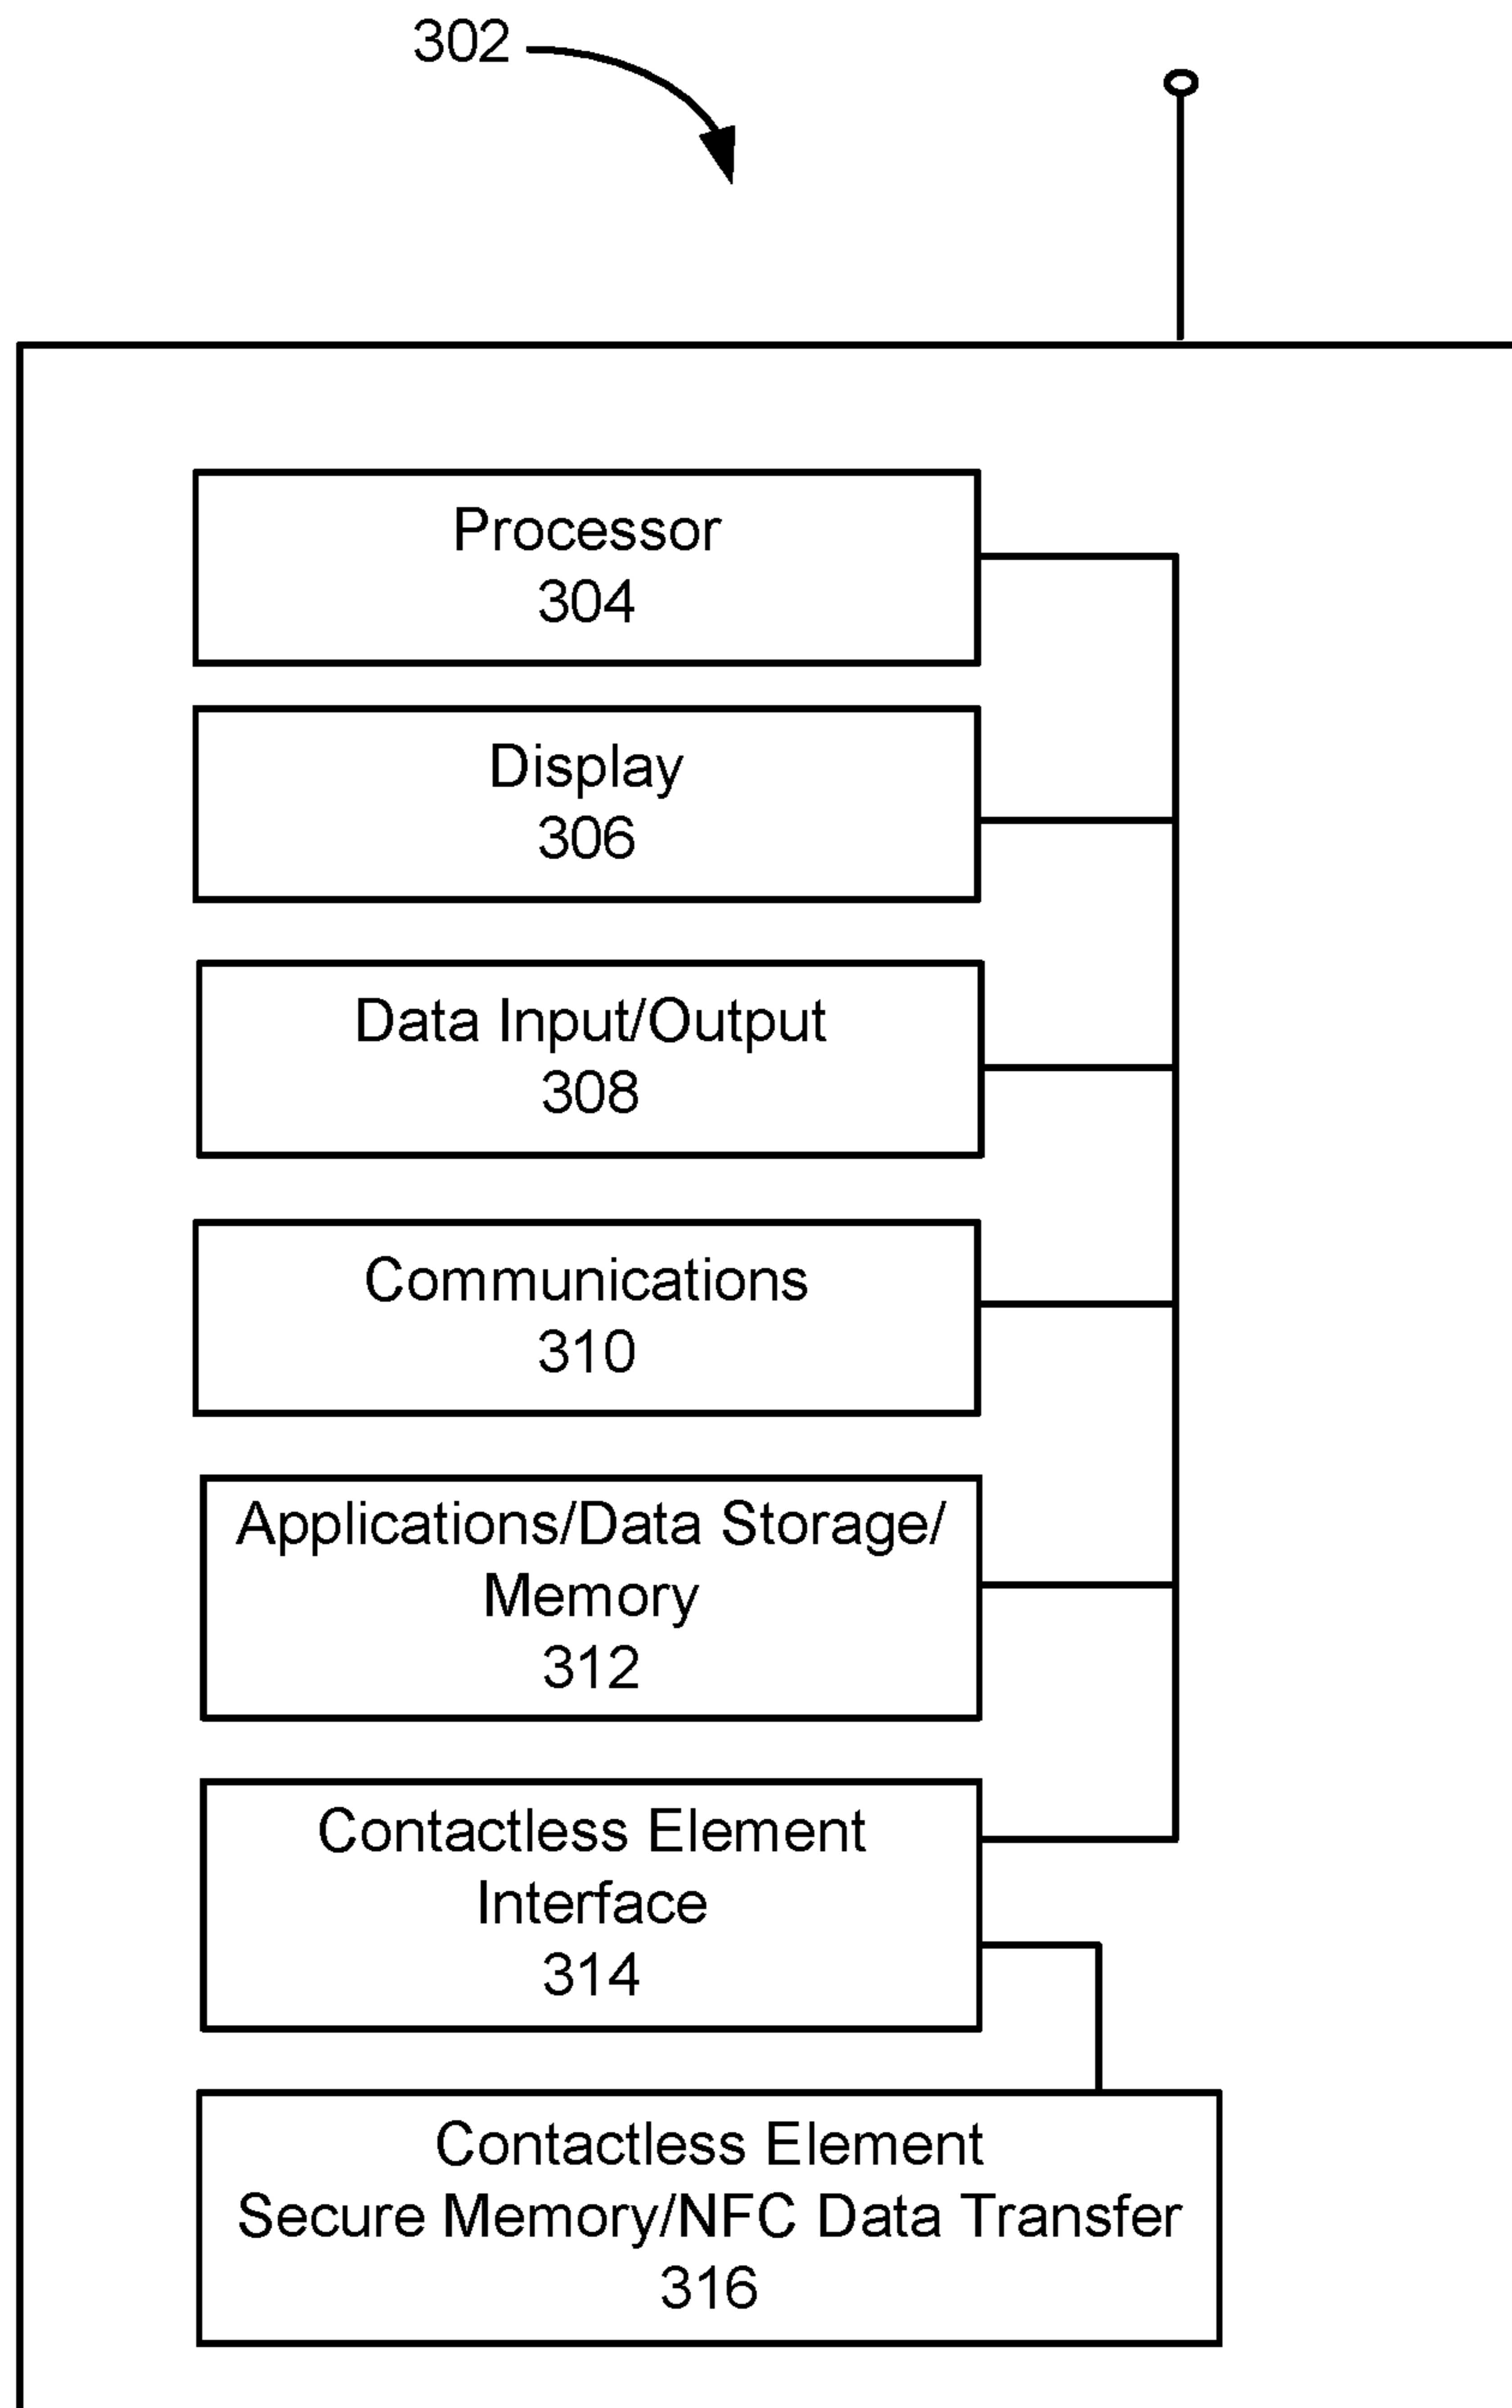 302
Processor
304
Display
306
Data Input/Output
308
Communications
310
Applications/Data Storage/
Memory
312
Contactless Element
Interface
314
Contactless Element
Secure Memory/NFC Data Transfer
316